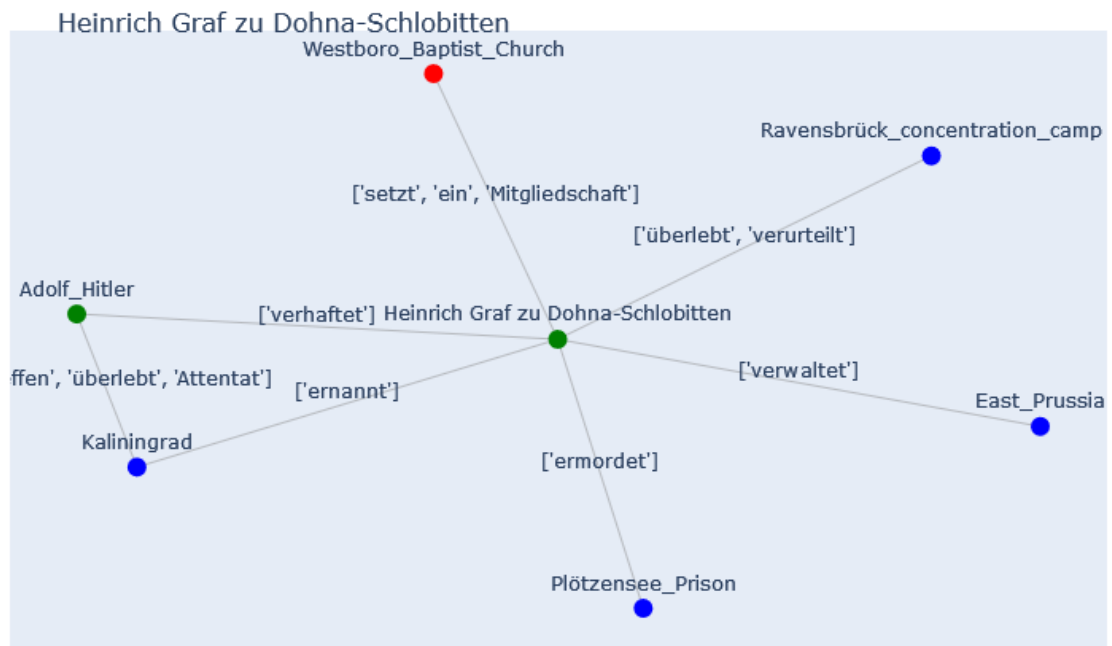 Heinrich Graf zu Dohna-Schlobitten
Westboro_Baptist_Church
Ravensbrück_concentration_camp
['setzt', 'ein', 'Mitgliedschaft']
['überlebt', 'verurteilt']
Adolf_Hitler
['verhaftet']
Heinrich Graf zu Dohna-Schlobitten
['verwaltet']
effen', 'überlebt', 'Attentat']
['ernannt']
East_Prussia
Kaliningrad
['ermordet']
Plötzensee_Prison